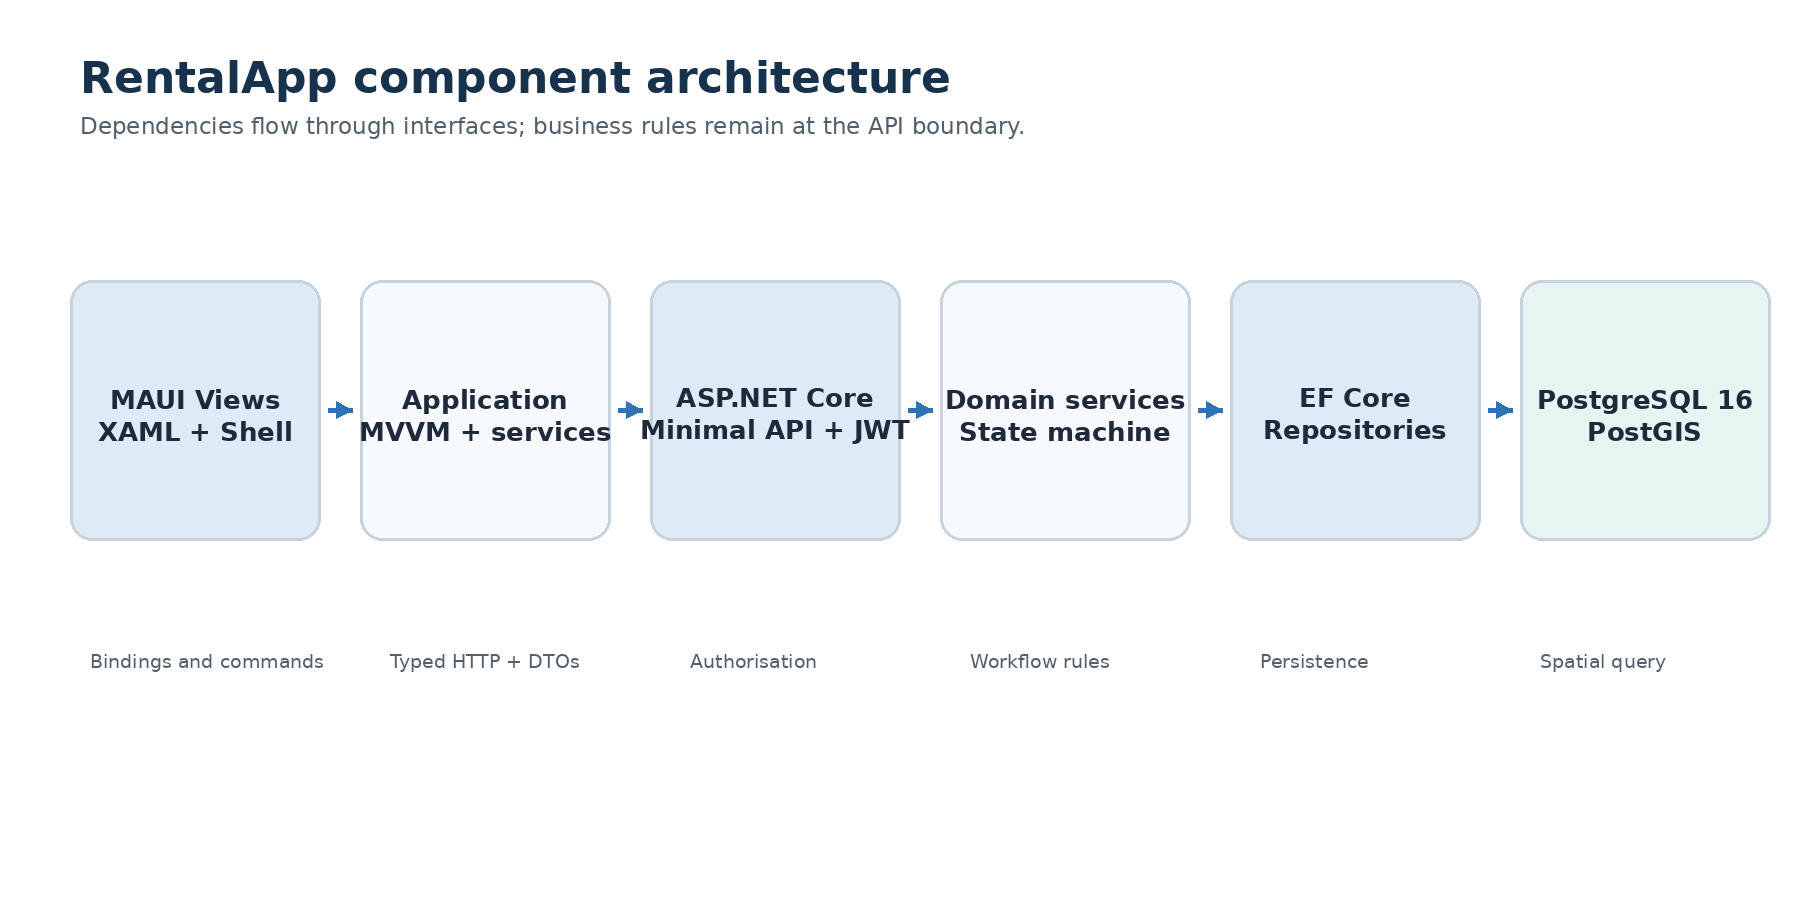 RentalApp component architecture
Dependencies flow through interfaces; business rules remain at the API boundary.
MAUI Views
XAML + Shell
Application
MVVM + services
ASP.NET Core
Minimal API + JWT
Domain services
State machine
EF Core
Repositories
PostgreSQL 16
PostGIS
Bindings and commands
Typed HTTP + DTOs
Authorisation
Workflow rules
Persistence
Spatial query